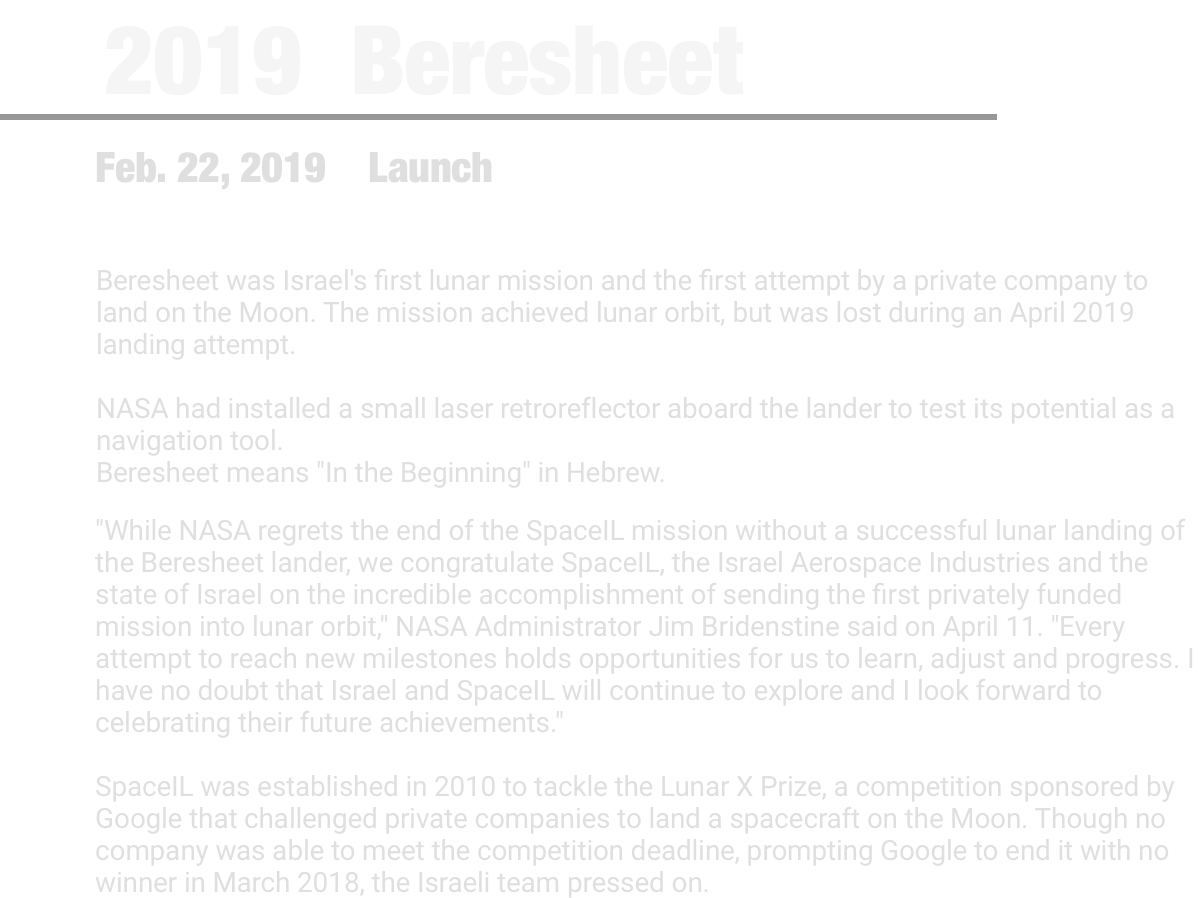 2019 Beresheet
Feb. 22, 2019 Launch
Beresheet was Israel's first lunar mission and the first attempt by a private company to
land on the Moon. The mission achieved lunar orbit, but was lost during an April 2019
landing attempt.
NASA had installed a small laser retroreflector aboard the lander to test its potential as a
navigation tool.
Beresheet means "In the Beginning" in Hebrew.
"While NASA regrets the end of the SpaceIL mission without a successful lunar landing of
the Beresheet lander, we congratulate SpaceIL, the Israel Aerospace Industries and the
state of Israel on the incredible accomplishment of sending the first privately funded
mission into lunar orbit," NASA Administrator Jim Bridenstine said on April 11. "Every
attempt to reach new milestones holds opportunities for us to learn, adjust and progress. I
have no doubt that Israel and SpaceIL will continue to explore and I look forward to
celebrating their future achievements."
SpaceIL was established in 2010 to tackle the Lunar X Prize, a competition sponsored by
Google that challenged private companies to land a spacecraft on the Moon. Though no
company was able to meet the competition deadline, prompting Google to end it with no
winner in March 2018, the Israeli team pressed on.